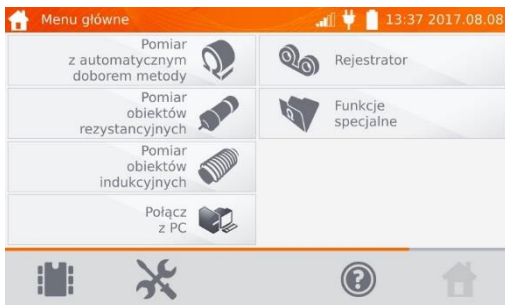 Menu główne
13:37 2017.08.08
Pomiar
z automatycznym
doborem metody
Rejestrator
Pomiar
obiektów
rezystancyjnych
Funkcje
specjalne
Pomiar
obiektów
indukcyjnych
Połącz
z PC